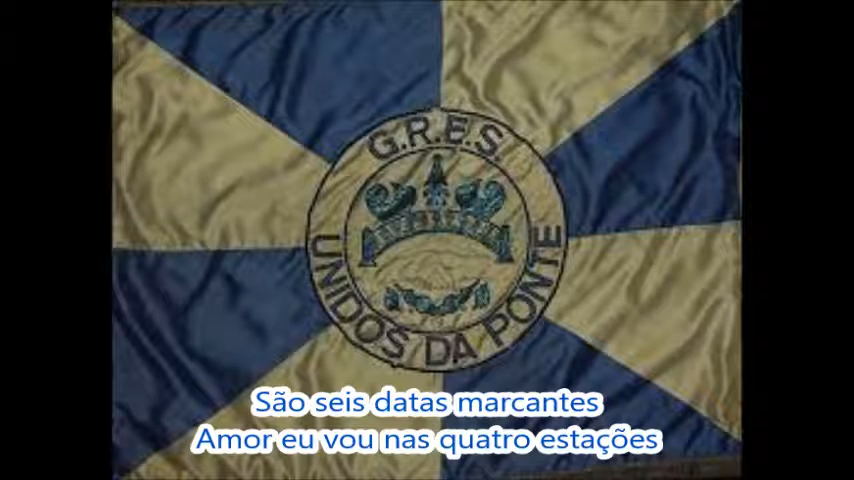 G.R.E.S.
UNIDOS DA PONTE
São seis datas marcantes
Amor eu vou nas quatro estações